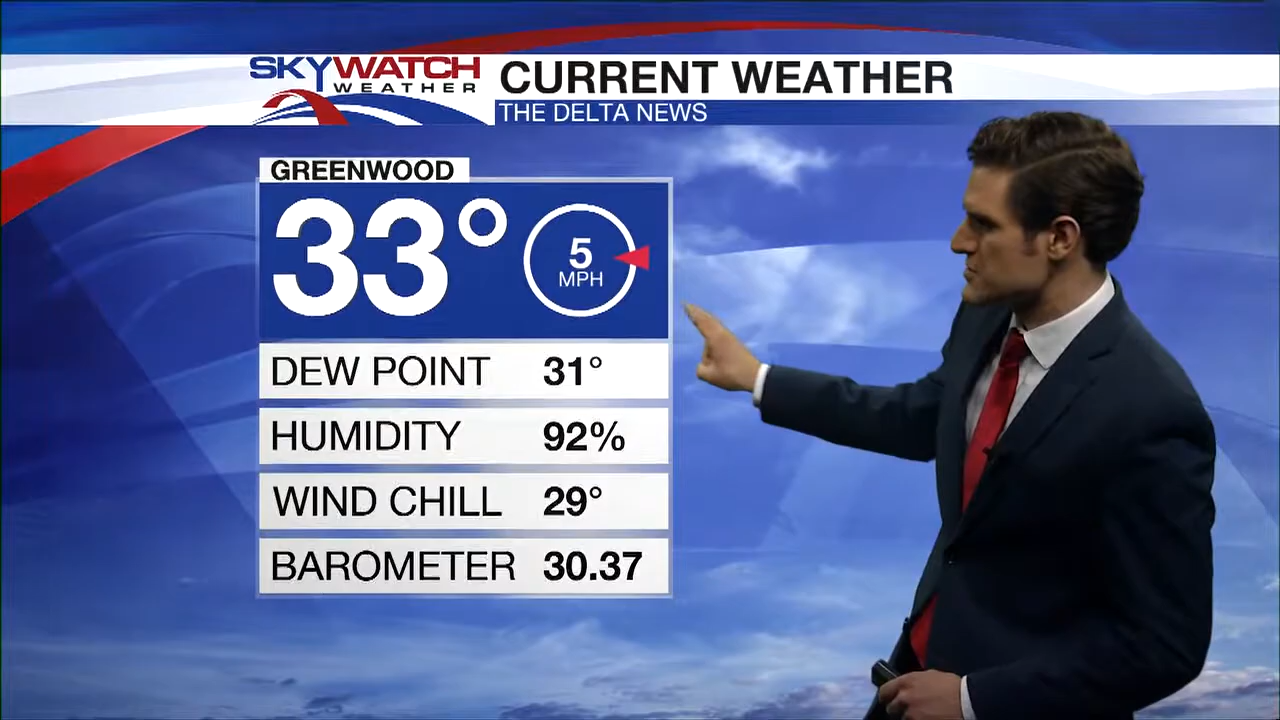 SKYWATCH
WEATHER
CURRENT WEATHER
THE DELTA NEWS
GREENWOOD
33°
5
MPH
DEW POINT 31°
HUMIDITY 92%
WIND CHILL 29°
BAROMETER 30.37